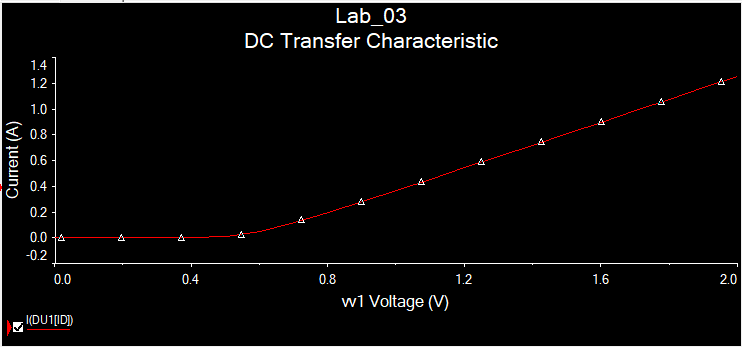 Lab_03
DC Transfer Characteristic
Current (A)
1.4
1.2
1.0
0.8
0.6
0.4
0.2
0.0
-0.2
0.0 0.4 0.8 1.2 1.6 2.0
vv1 Voltage (V)
I(DU1[ID])